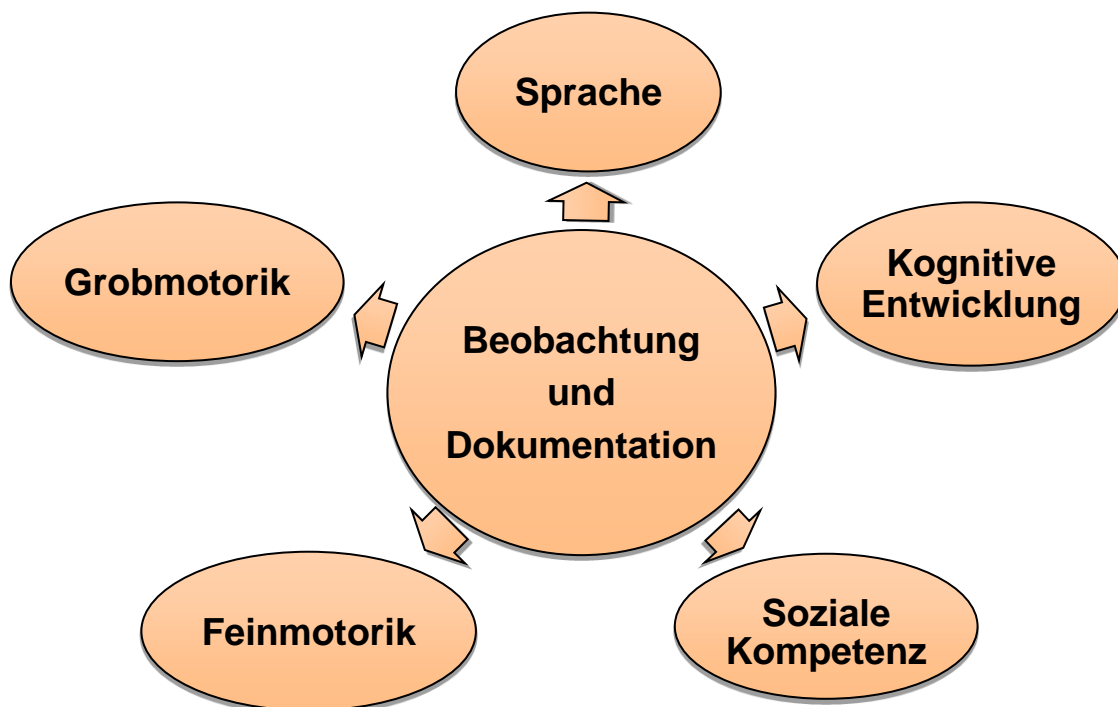 Sprache
Grobmotorik
Kognitive
Entwicklung
Beobachtung
und
Dokumentation
Feinmotorik
Soziale
Kompetenz